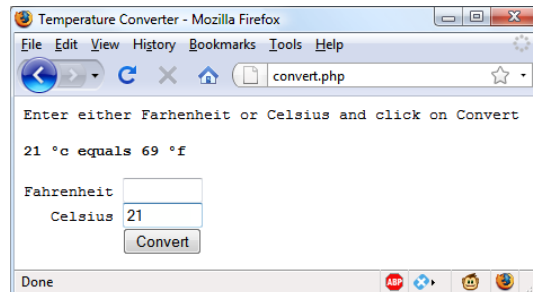 Temperature Converter - Mozilla Firefox
File Edit View History Bookmarks Tools Help
convert.php
Enter either Farhenheit or Celsius and click on Convert
21 °c equals 69 °f
Fahrenheit
Celsius 21
Convert
Done ABP